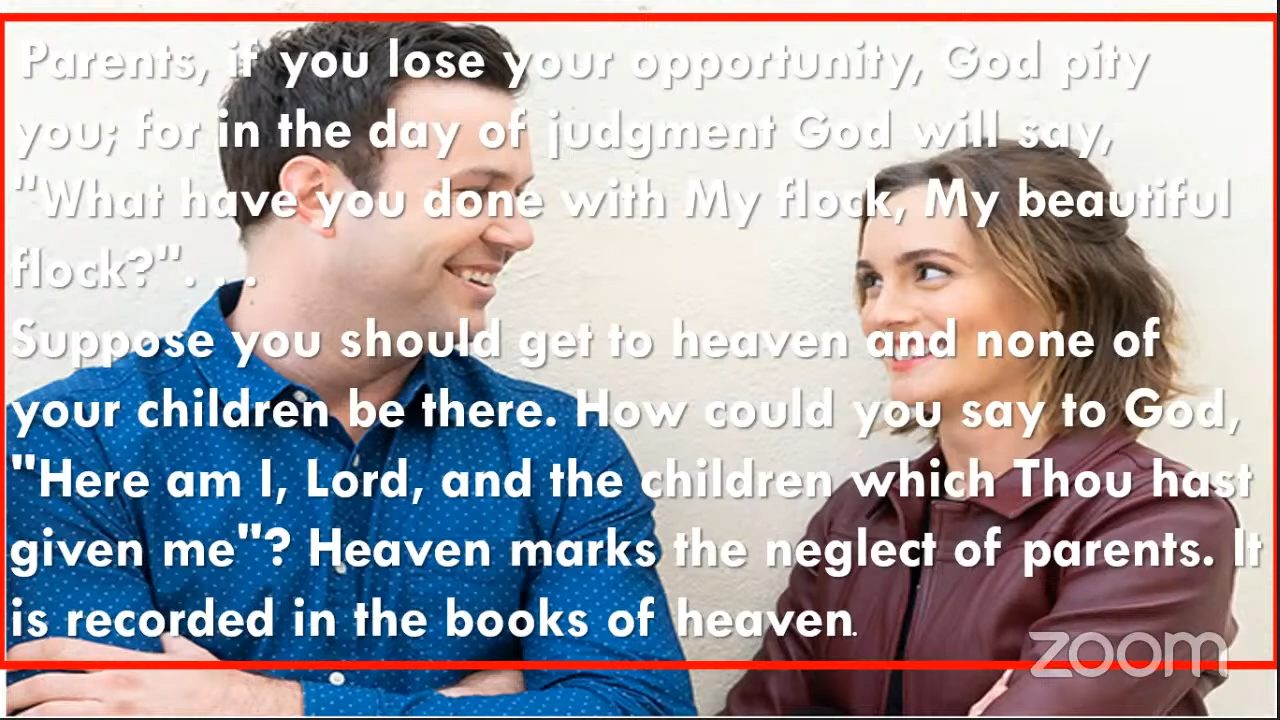 Parents, if you lose your opportunity, God pity
you; for in the day of judgment God will say,
"What have you done with My flock, My beautiful
flock?". . .
Suppose you should get to heaven and none of
your children be there. How could you say to God,
"Here am I, Lord, and the children which Thou hast
given me"? Heaven marks the neglect of parents. It
is recorded in the books of heaven.
zoom